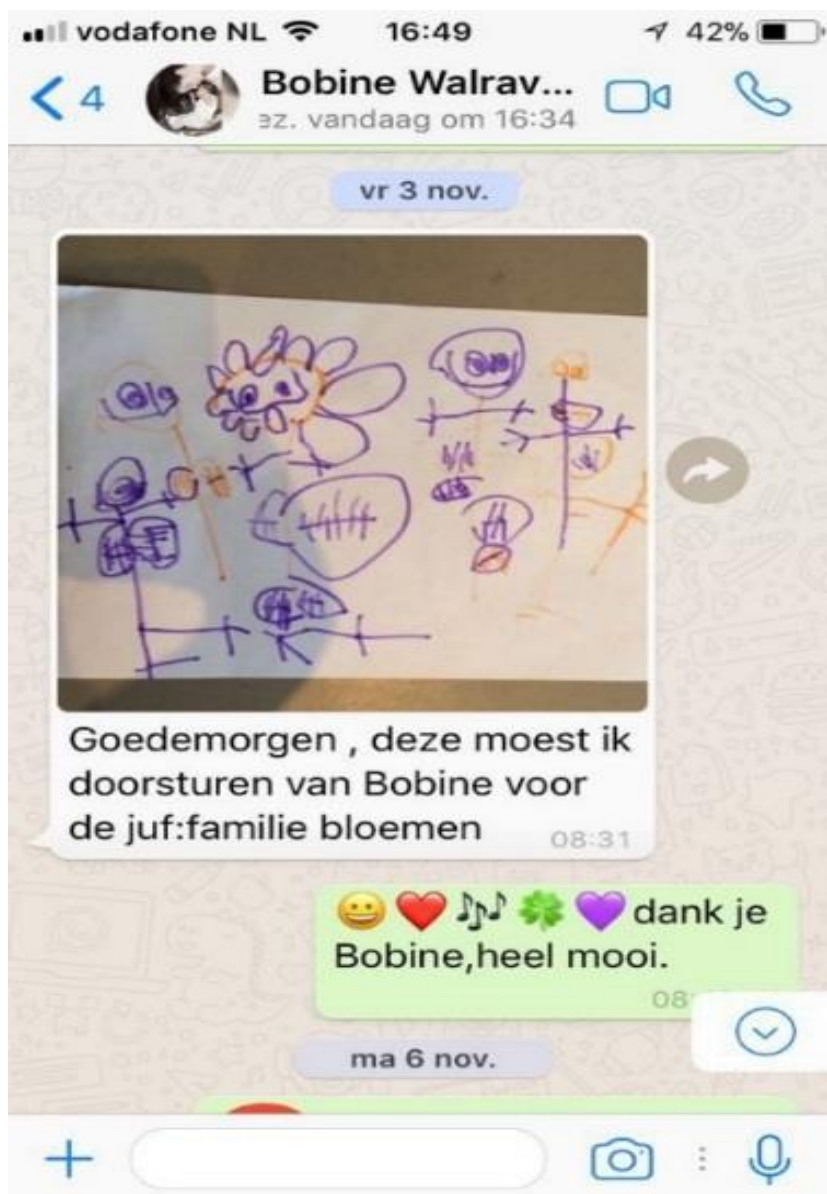 vodafone NL 16:49 42%
4 Bobine Walrav...
ez. vandaag om 16:34
vr 3 nov.
Goedemorgen , deze moest ik
doorsturen van Bobine voor
de juf:familie bloemen 08:31
😀❤️🎶🍀💜dank je
Bobine,heel mooi.
08:
ma 6 nov.